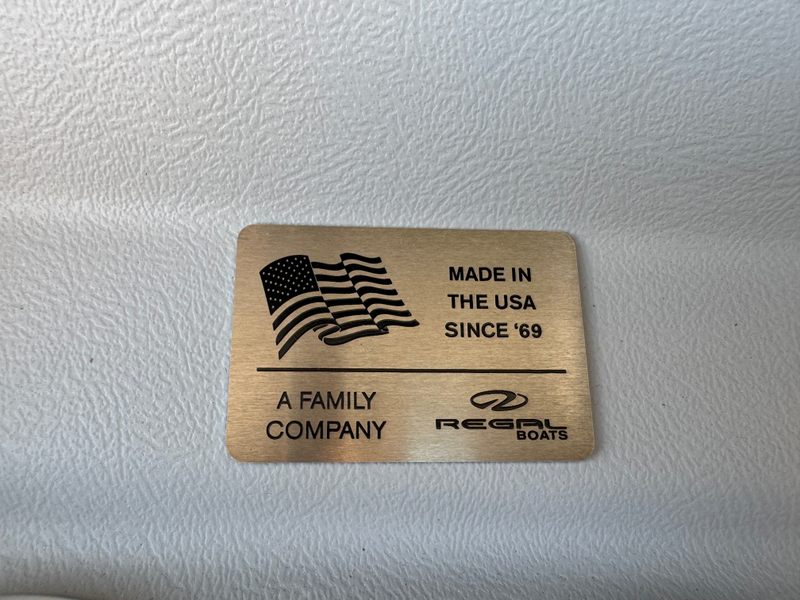 MADE IN
THE USA
SINCE '69
A FAMILY
COMPANY
REGAL
BOATS